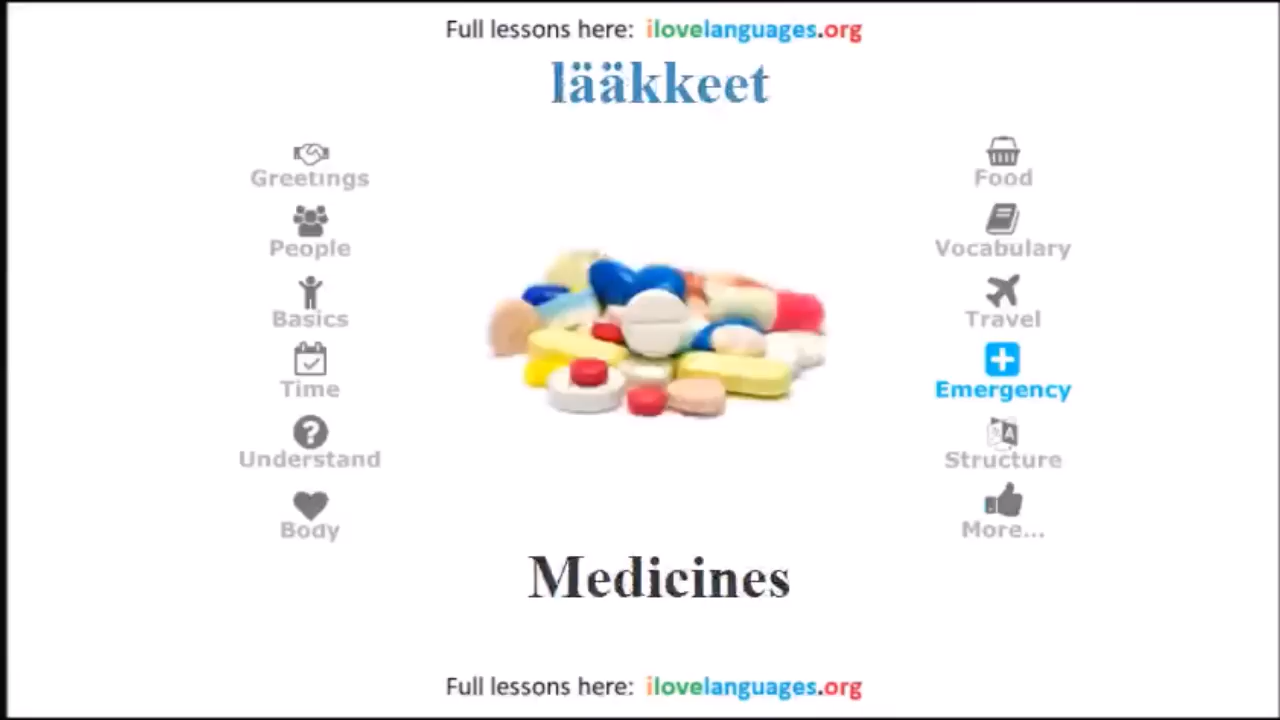 Full lessons here: ilovelanguages.org
lääkkeet
Greetings
People
Basics
Time
Understand
Body
Food
Vocabulary
Travel
Emergency
Structure
More...
Medicines
Full lessons here: ilovelanguages.org